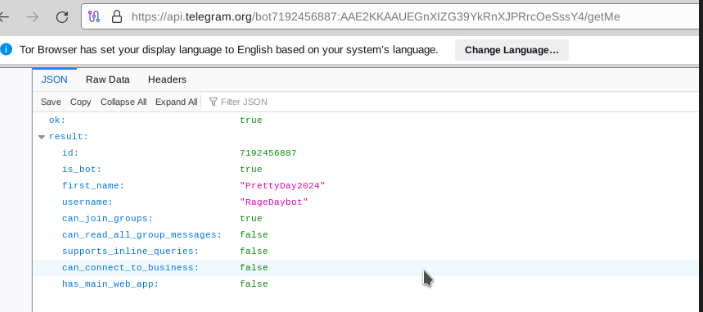 https://api.telegram.org/bot7192456887:AAE2KKAAUEGnXIZG39YkRnXJPRrcOeSssY4/getMe
Tor Browser has set your display language to English based on your system's language. Change Language...
JSON Raw Data Headers
Save Copy Collapse All Expand All Filter JSON
ok: true
result:
id: 7192456887
is_bot: true
first_name: "PrettyDay2024"
username: "RageDaybot"
can_join_groups: true
can_read_all_group_messages: false
supports_inline_queries: false
can_connect_to_business: false
has_main_web_app: false